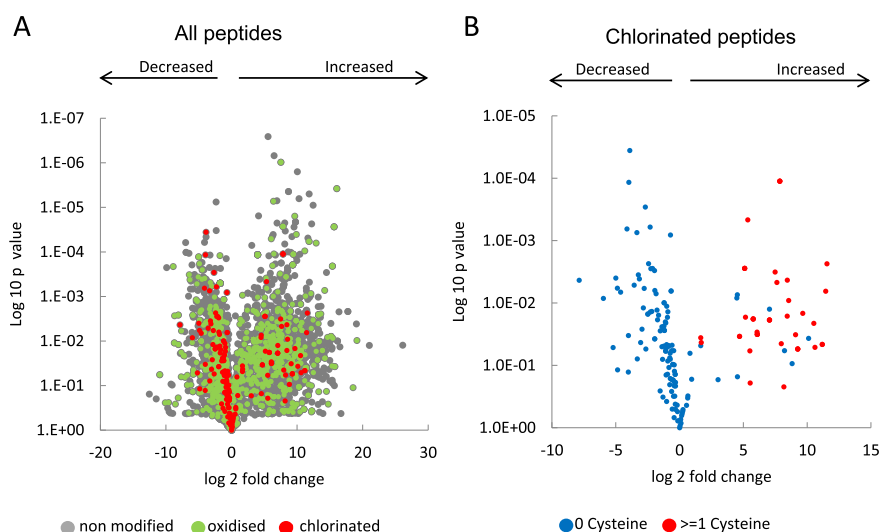 A
All peptides
Decreased
Increased
Log 10 p value
1.E-07
1.E-06
1.E-05
1.E-04
1.E-03
1.E-02
1.E-01
1.E+00
-20
-10
0
10
20
30
log 2 fold change
non modified
oxidised
chlorinated
B
Chlorinated peptides
Decreased
Increased
Log 10 p value
1.0E-05
1.0E-04
1.0E-03
1.0E-02
1.0E-01
1.0E+00
-10
-5
0
5
10
15
log 2 fold change
0 Cysteine
>=1 Cysteine